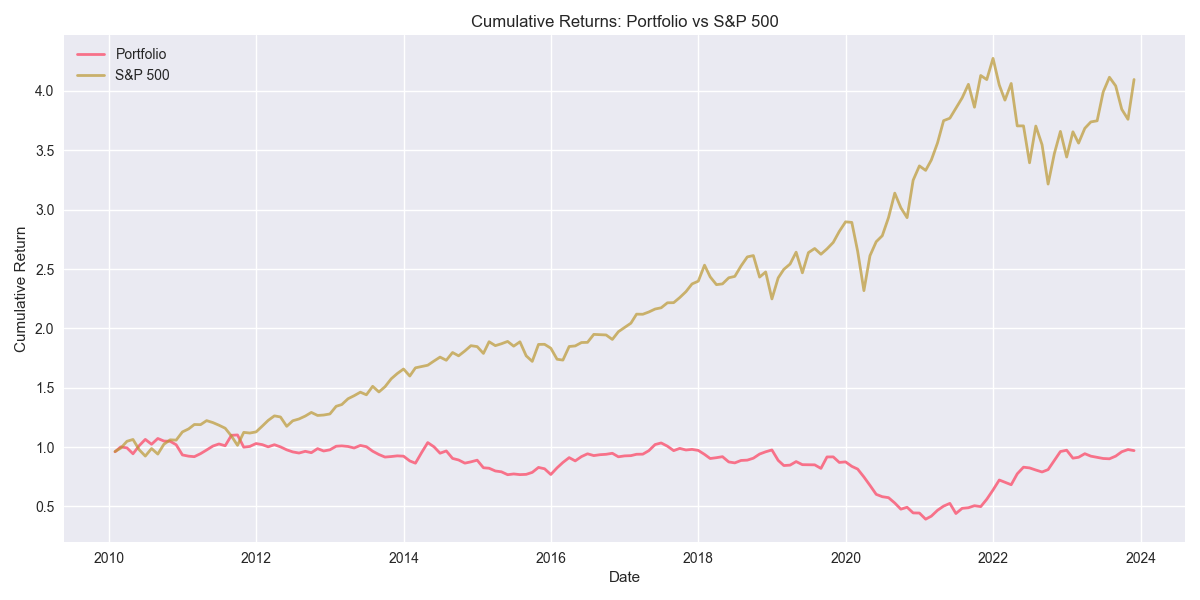 Cumulative Returns: Portfolio vs S&P 500
Portfolio
S&P 500
Cumulative Return
4.0
3.5
3.0
2.5
2.0
1.5
1.0
0.5
2010 2012 2014 2016 2018 2020 2022 2024
Date